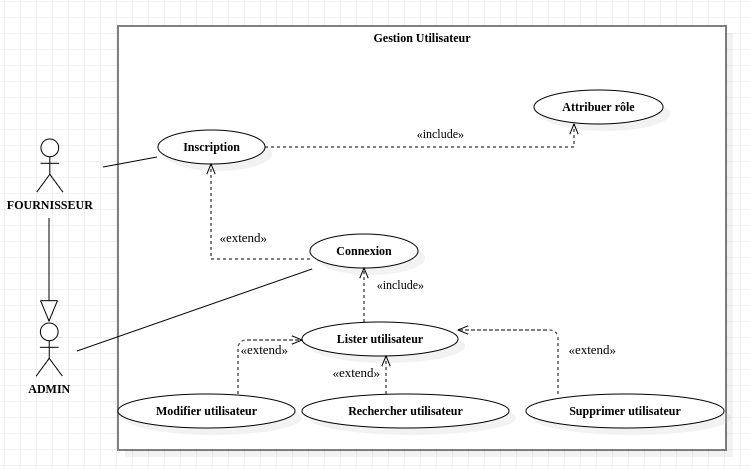 Gestion Utilisateur
Attribuer rôle
«include»
Inscription
FOURNISSEUR
«extend»
Connexion
«include»
Lister utilisateur
«extend»
«extend»
«extend»
ADMIN
Modifier utilisateur
Rechercher utilisateur
Supprimer utilisateur